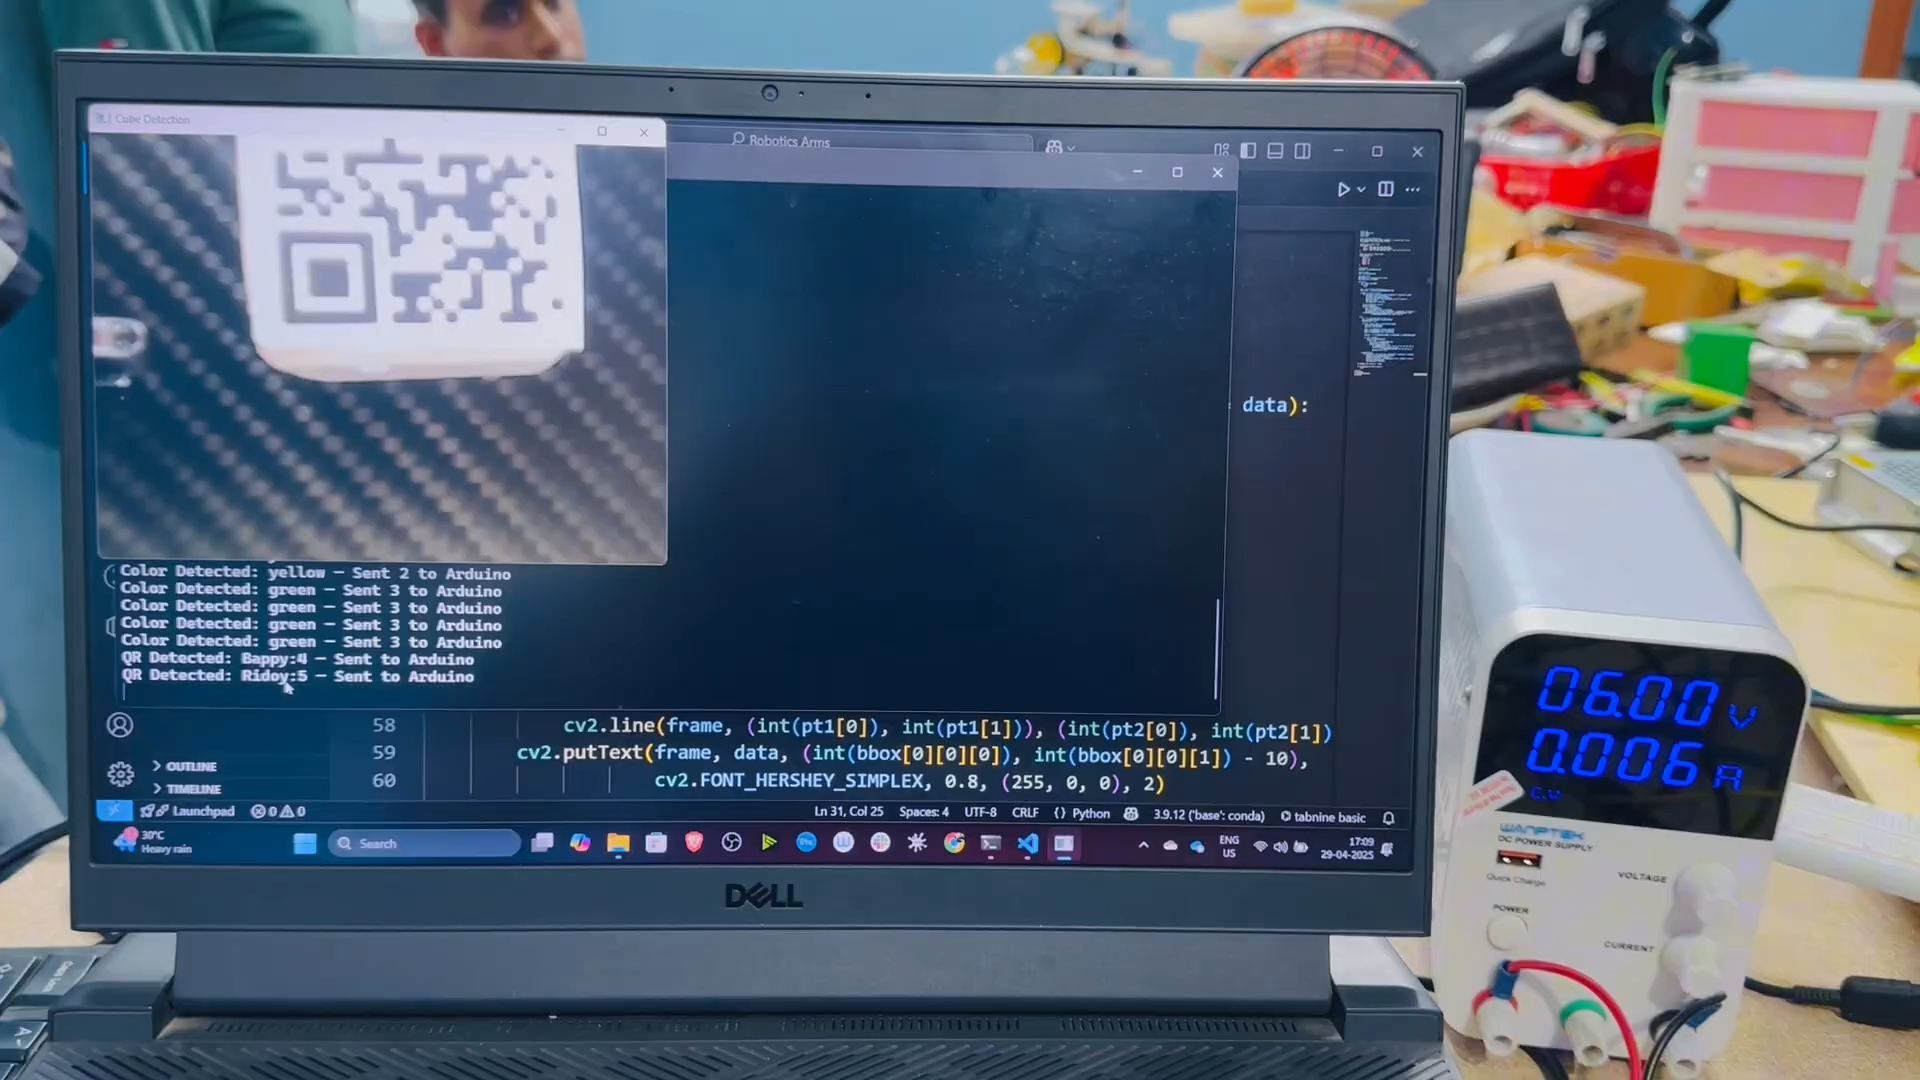 Cube Detection
Robotics Arms
data):
Color Detected: yellow — Sent 2 to Arduino
Color Detected: green — Sent 3 to Arduino
Color Detected: green — Sent 3 to Arduino
Color Detected: green — Sent 3 to Arduino
Color Detected: green — Sent 3 to Arduino
QR Detected: Bappy:4 — Sent to Arduino
QR Detected: Ridoy:5 — Sent to Arduino
58 cv2.line(frame, (int(pt1[0]), int(pt1[1])), (int(pt2[0]), int(pt2[1])
59 cv2.putText(frame, data, (int(bbox[0][0][0]), int(bbox[0][0][1]) - 10),
60 cv2.FONT_HERSHEY_SIMPLEX, 0.8, (255, 0, 0), 2)
OUTLINE
TIMELINE
Launchpad 0 0 Ln 31, Col 25 Spaces: 4 UTF-8 CRLF {} Python 3.9.12 ('base': conda) tabnine basic
30°C
Heavy rain
Search
ENG
US
17:09
29-04-2025
DELL
06.00 V
0.006 A
C.V
WANPTEK
DC POWER SUPPLY
Quick Charge
VOLTAGE
POWER
CURRENT